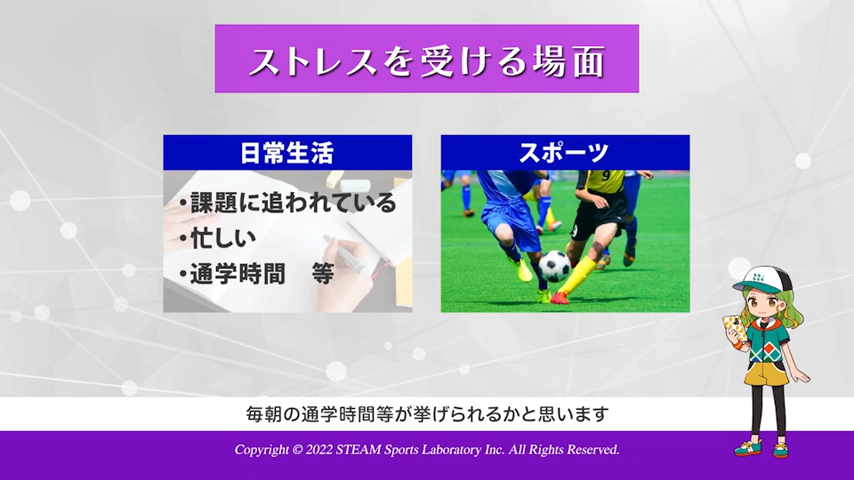 ストレスを受ける場面
日常生活
・課題に追われている
・忙しい
・通学時間　等
スポーツ
9
毎朝の通学時間等が挙げられるかと思います
Copyright © 2022 STEAM Sports Laboratory Inc. All Rights Reserved.